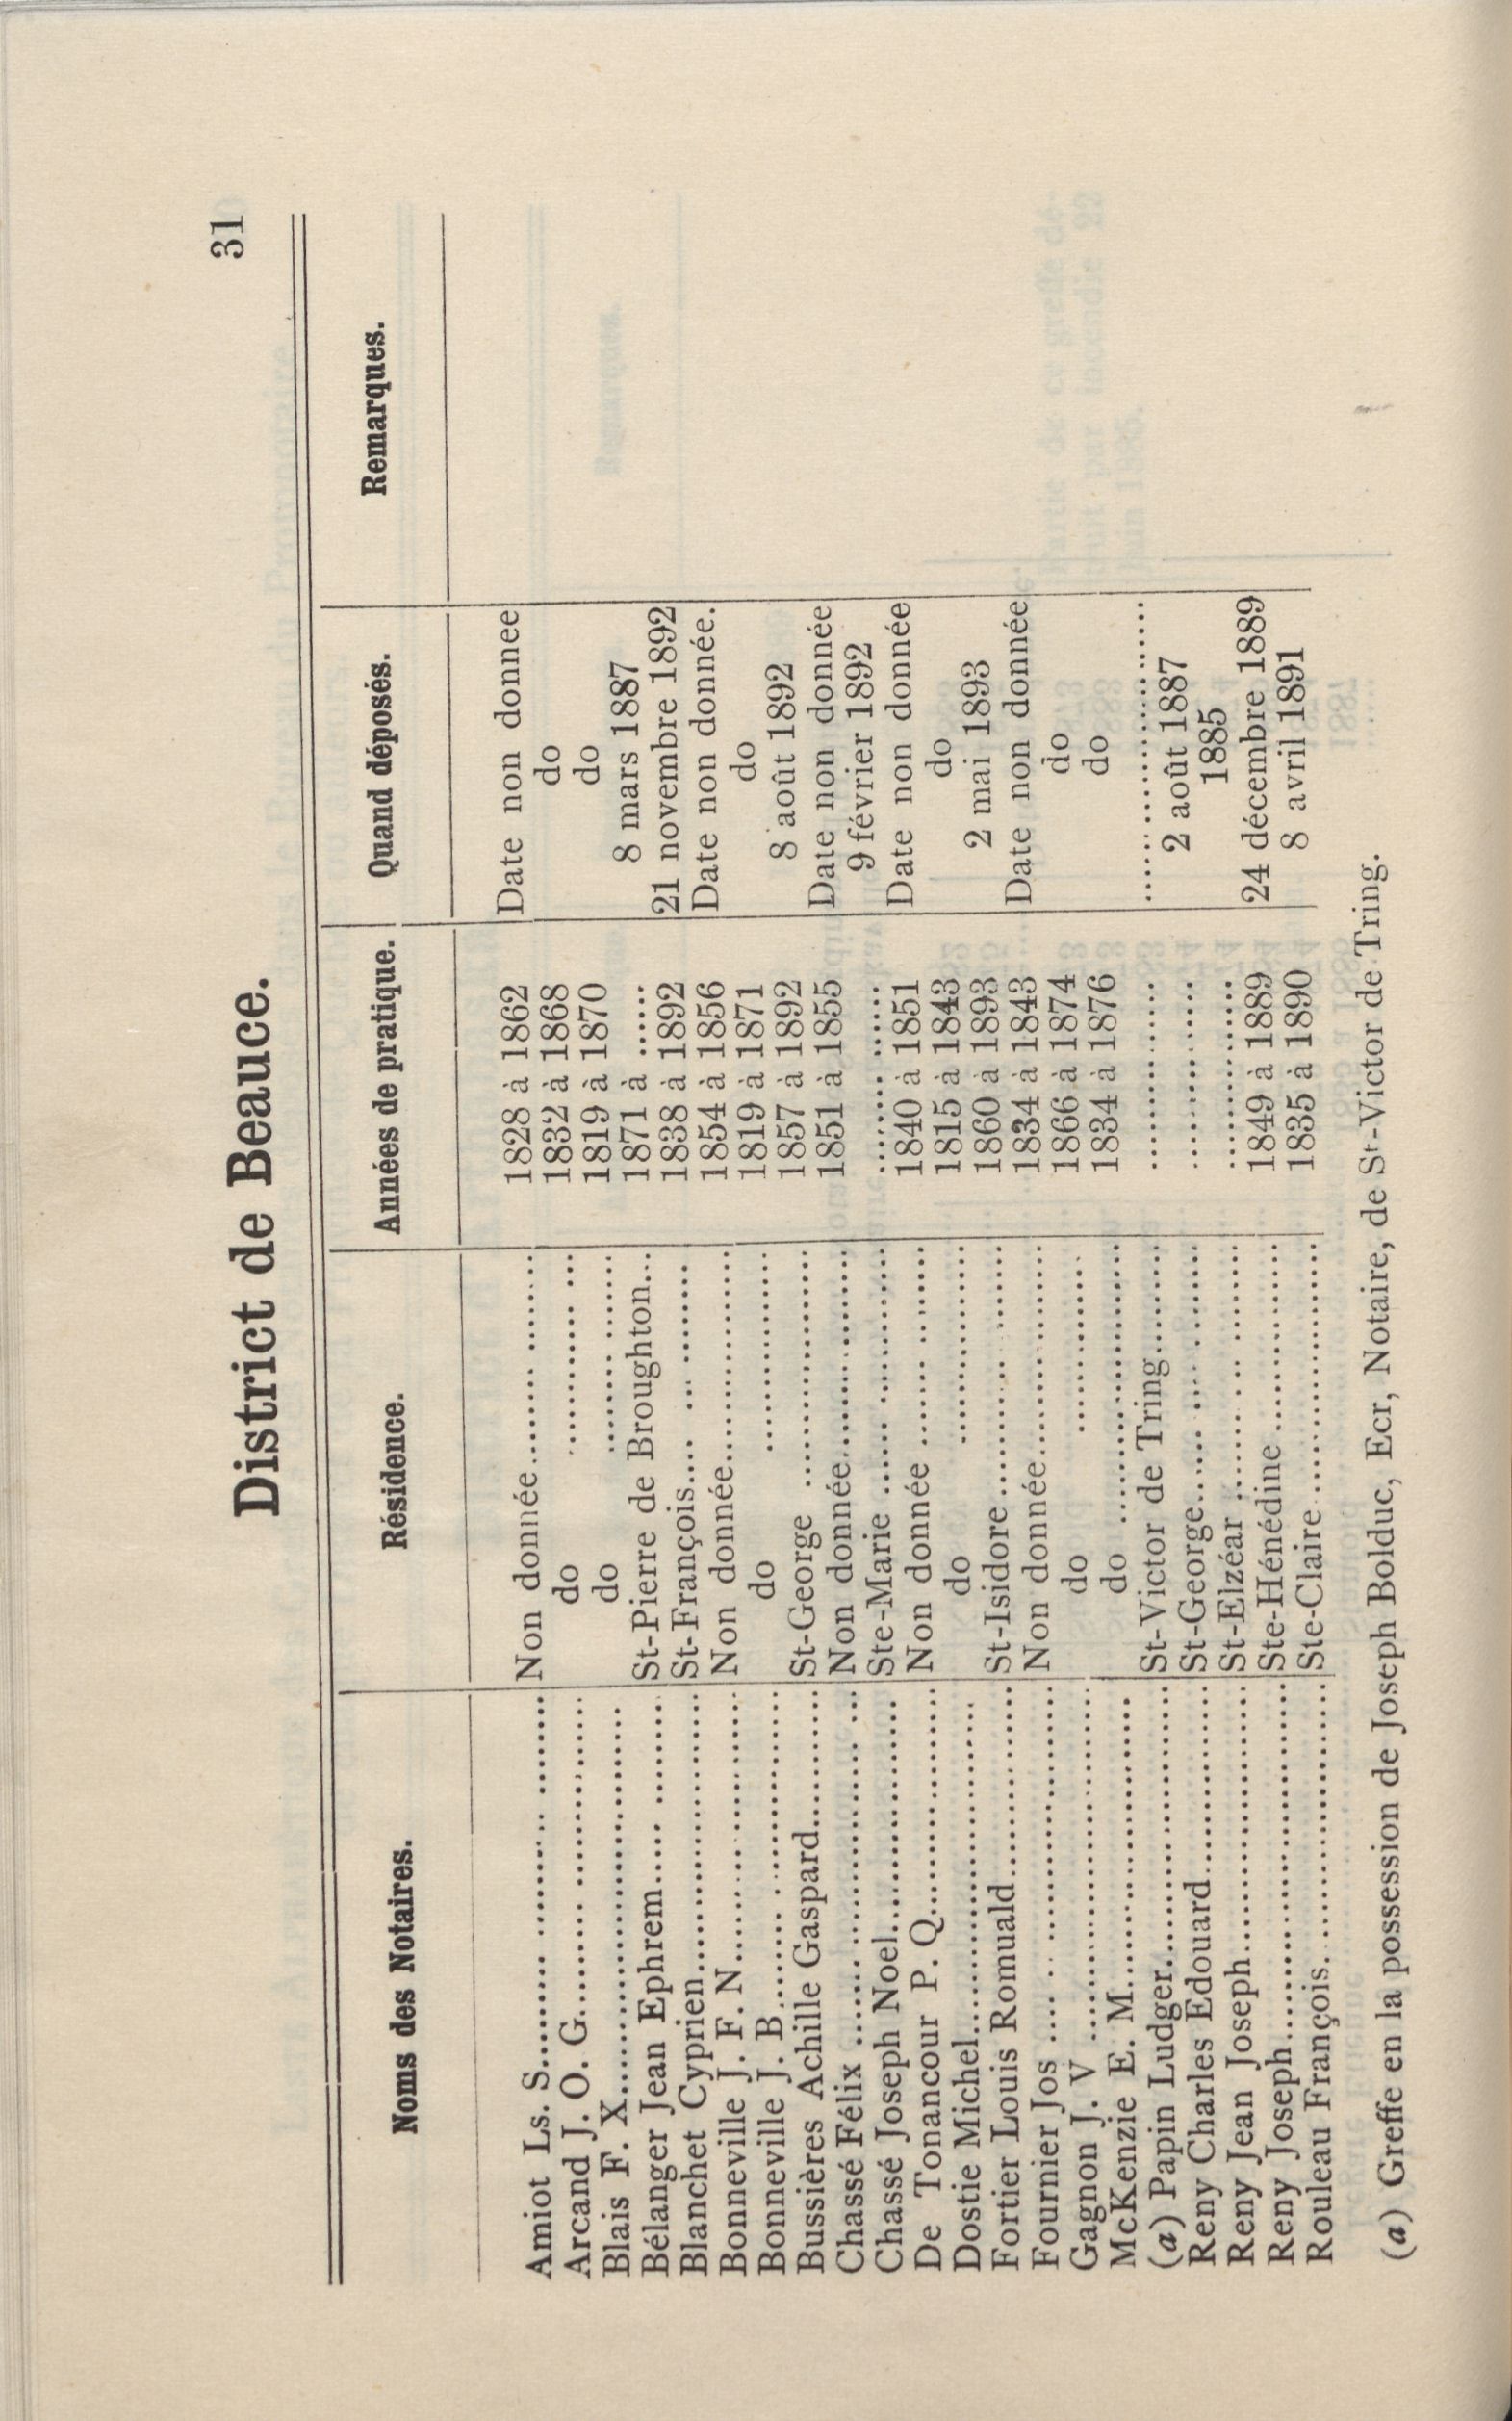 31
District de Beauce.
Noms des Notaires. Résidence. Années de pratique. Quand déposés. Remarques.
Amiot Ls. S. Non donnée 1828 à 1862 Date non donnee
Arcand J. O. G. do 1832 à 1868 do
Blais F. X. do 1819 à 1870 do
Bélanger Jean Ephrem St-Pierre de Broughton 1871 à ..... 8 mars 1887
Blanchet Cyprien St-François 1838 à 1892 21 novembre 1892
Bonneville J. F. N. Non donnée 1854 à 1856 Date non donnée.
Bonneville J. B. do 1819 à 1871 do
Bussières Achille Gaspard St-George 1857 à 1892 8 août 1892
Chassé Félix Non donnée 1851 à 1855 Date non donnée
Chassé Joseph Noel Ste-Marie ............ 9 février 1892
De Tonancour P. Q. Non donnée 1840 à 1851 Date non donnée
Dostie Michel do 1815 à 1843 do
Fortier Louis Romuald St-Isidore 1860 à 1893 2 mai 1893
Fournier Jos Non donnée 1834 à 1843 Date non donnée
Gagnon J. V do 1866 à 1874 do
McKenzie E. M. do 1834 à 1876 do
(a) Papin Ludger St-Victor de Tring ............ ............
Reny Charles Edouard St-George ............ 2 août 1887
Reny Jean Joseph St-Elzéar ............ 1885
Reny Joseph Ste-Hénédine 1849 à 1889 24 décembre 1889
Rouleau François Ste-Claire 1835 à 1890 8 avril 1891
(a) Greffe en la possession de Joseph Bolduc, Ecr, Notaire, de St-Victor de Tring.